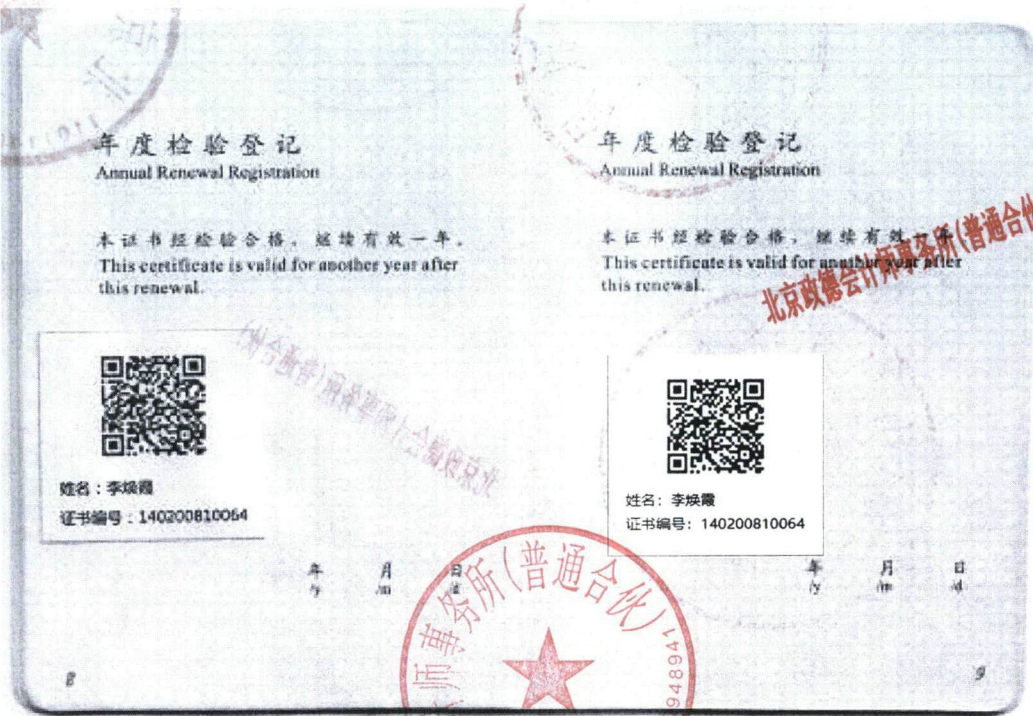 年度检验登记
Annual Renewal Registration
本证书经检验合格，继续有效一年。
This certificate is valid for another year after
this renewal.
姓名：李焕霞
证书编号：140200810064
年 月 日
/y /m /d
8
年度检验登记
Annual Renewal Registration
本证书经检验合格，继续有效一年。
This certificate is valid for another year after
this renewal.
北京政德会计师事务所(普通合伙
姓名：李焕霞
证书编号：140200810064
年 月 日
/y /m /d
9
师事务所(普通合伙)
948941